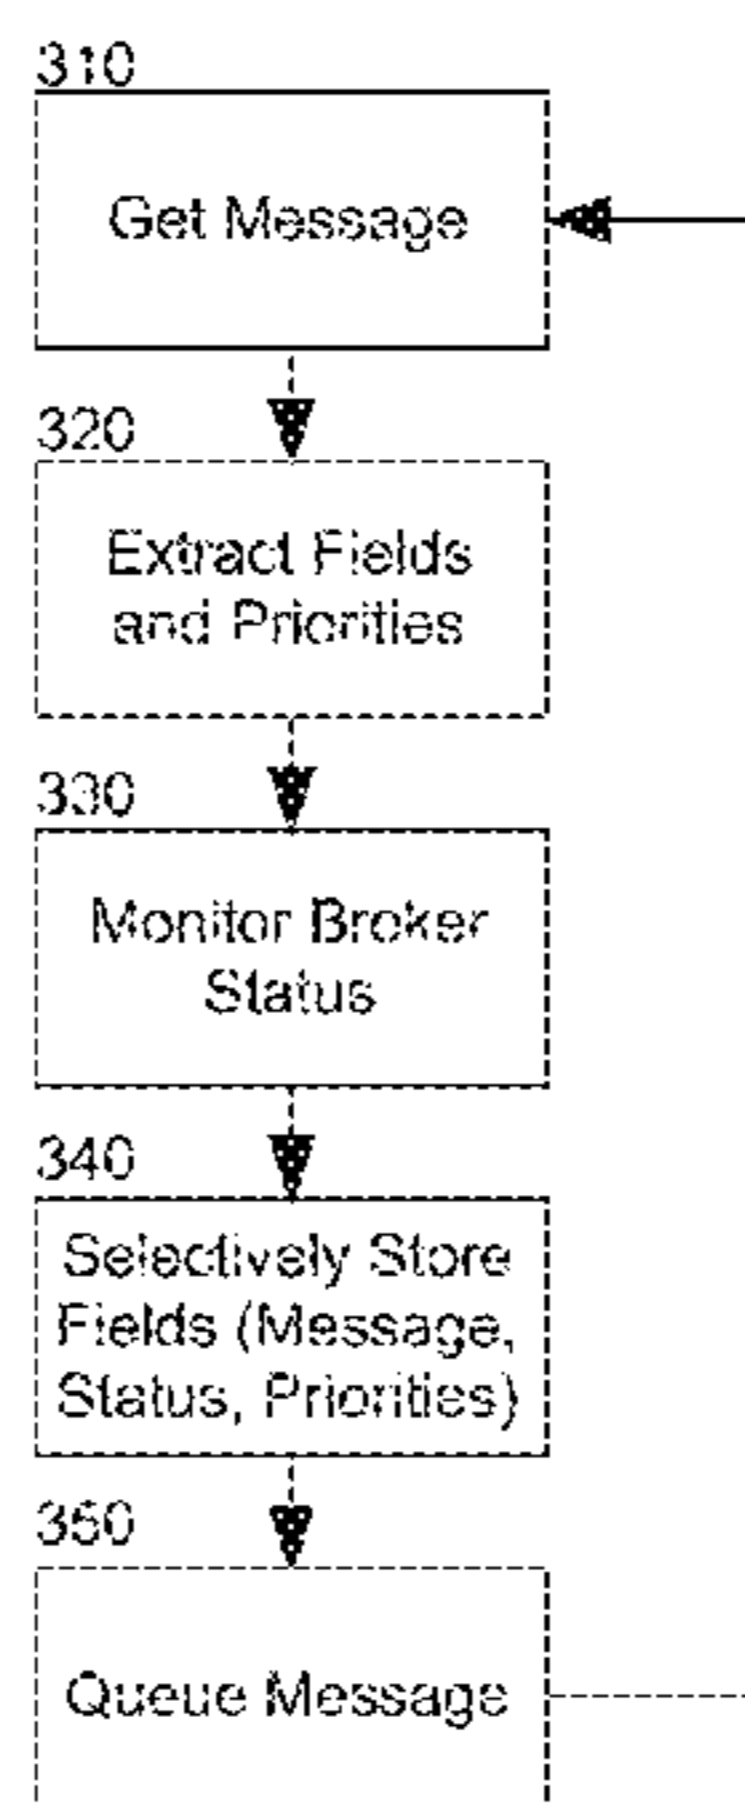 310
Get Message
320
Extract Fields
and Priorities
330
Monitor Broker
Status
340
Selectively Store
Fields (Message,
Status, Priorities)
350
Queue Message